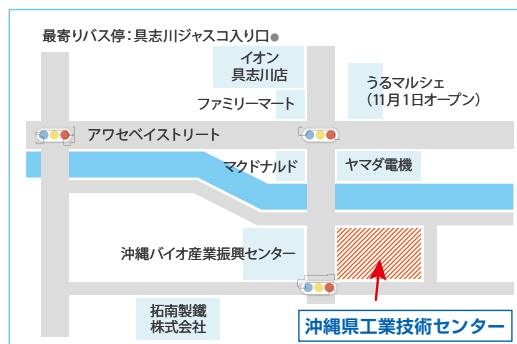 最寄りバス停：具志川ジャスコ入り口
イオン
具志川店
うるマルシェ
（11月1日オープン）
ファミリーマート
アワセベイストリート
マクドナルド
ヤマダ電機
沖縄バイオ産業振興センター
拓南製鐵
株式会社
沖縄県工業技術センター